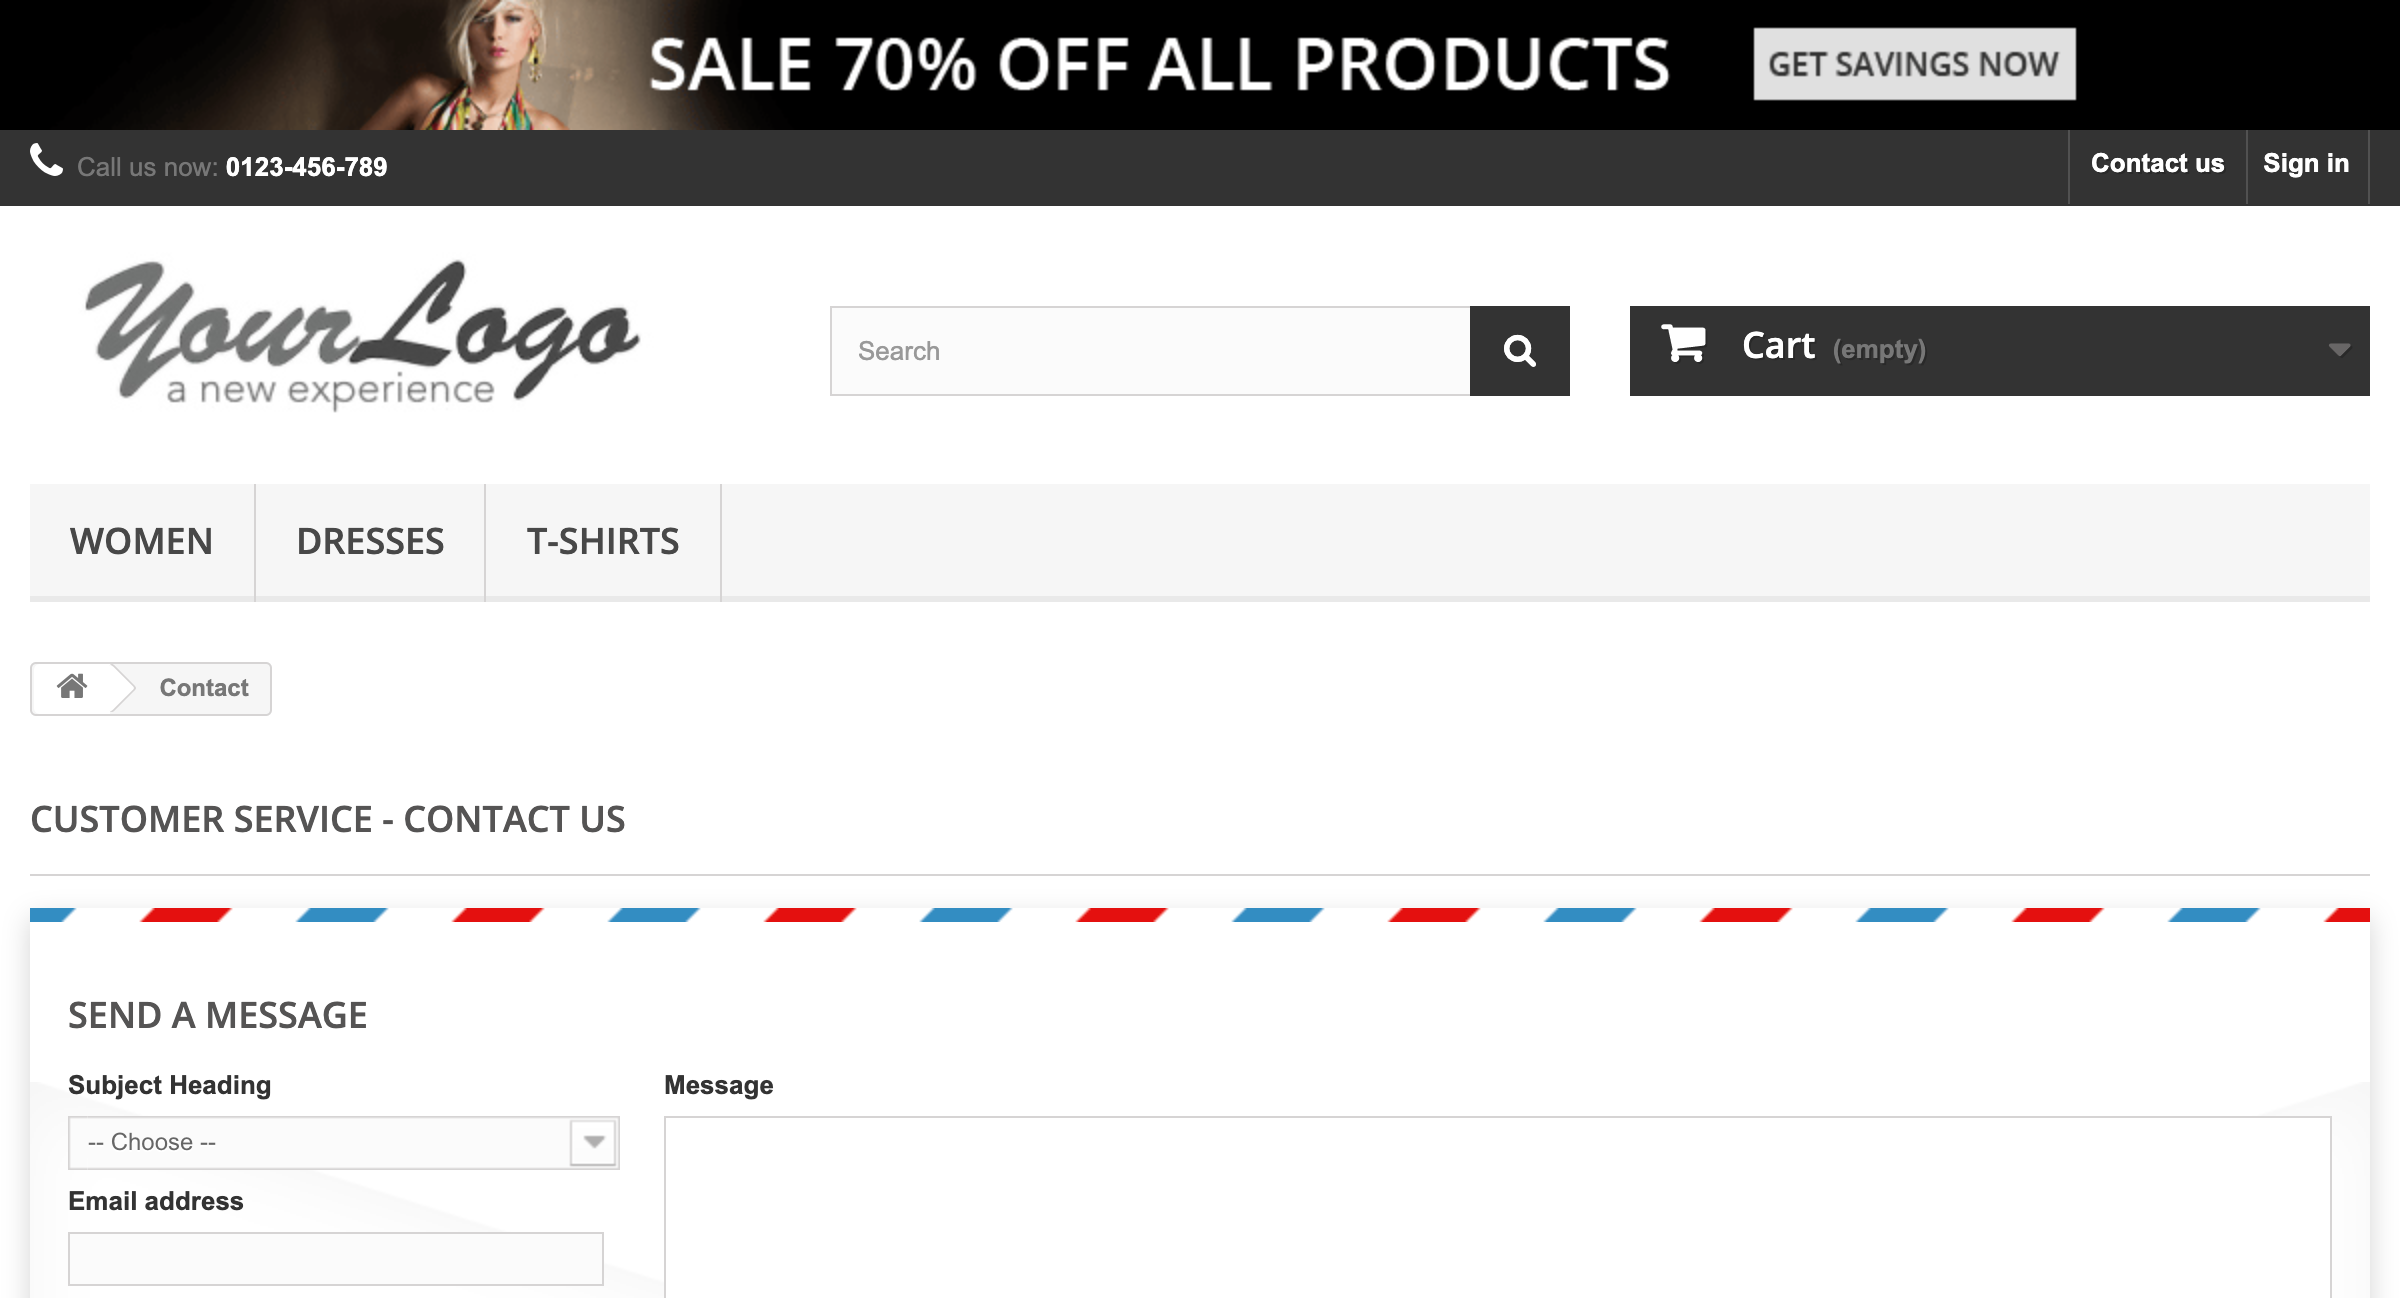 SALE 70% OFF ALL PRODUCTS GET SAVINGS NOW
Call us now: 0123-456-789 Contact us Sign in
YourLogo
a new experience
Search
Cart (empty)
WOMEN DRESSES T-SHIRTS
Contact
CUSTOMER SERVICE - CONTACT US
SEND A MESSAGE
Subject Heading
-- Choose --
Email address
Message